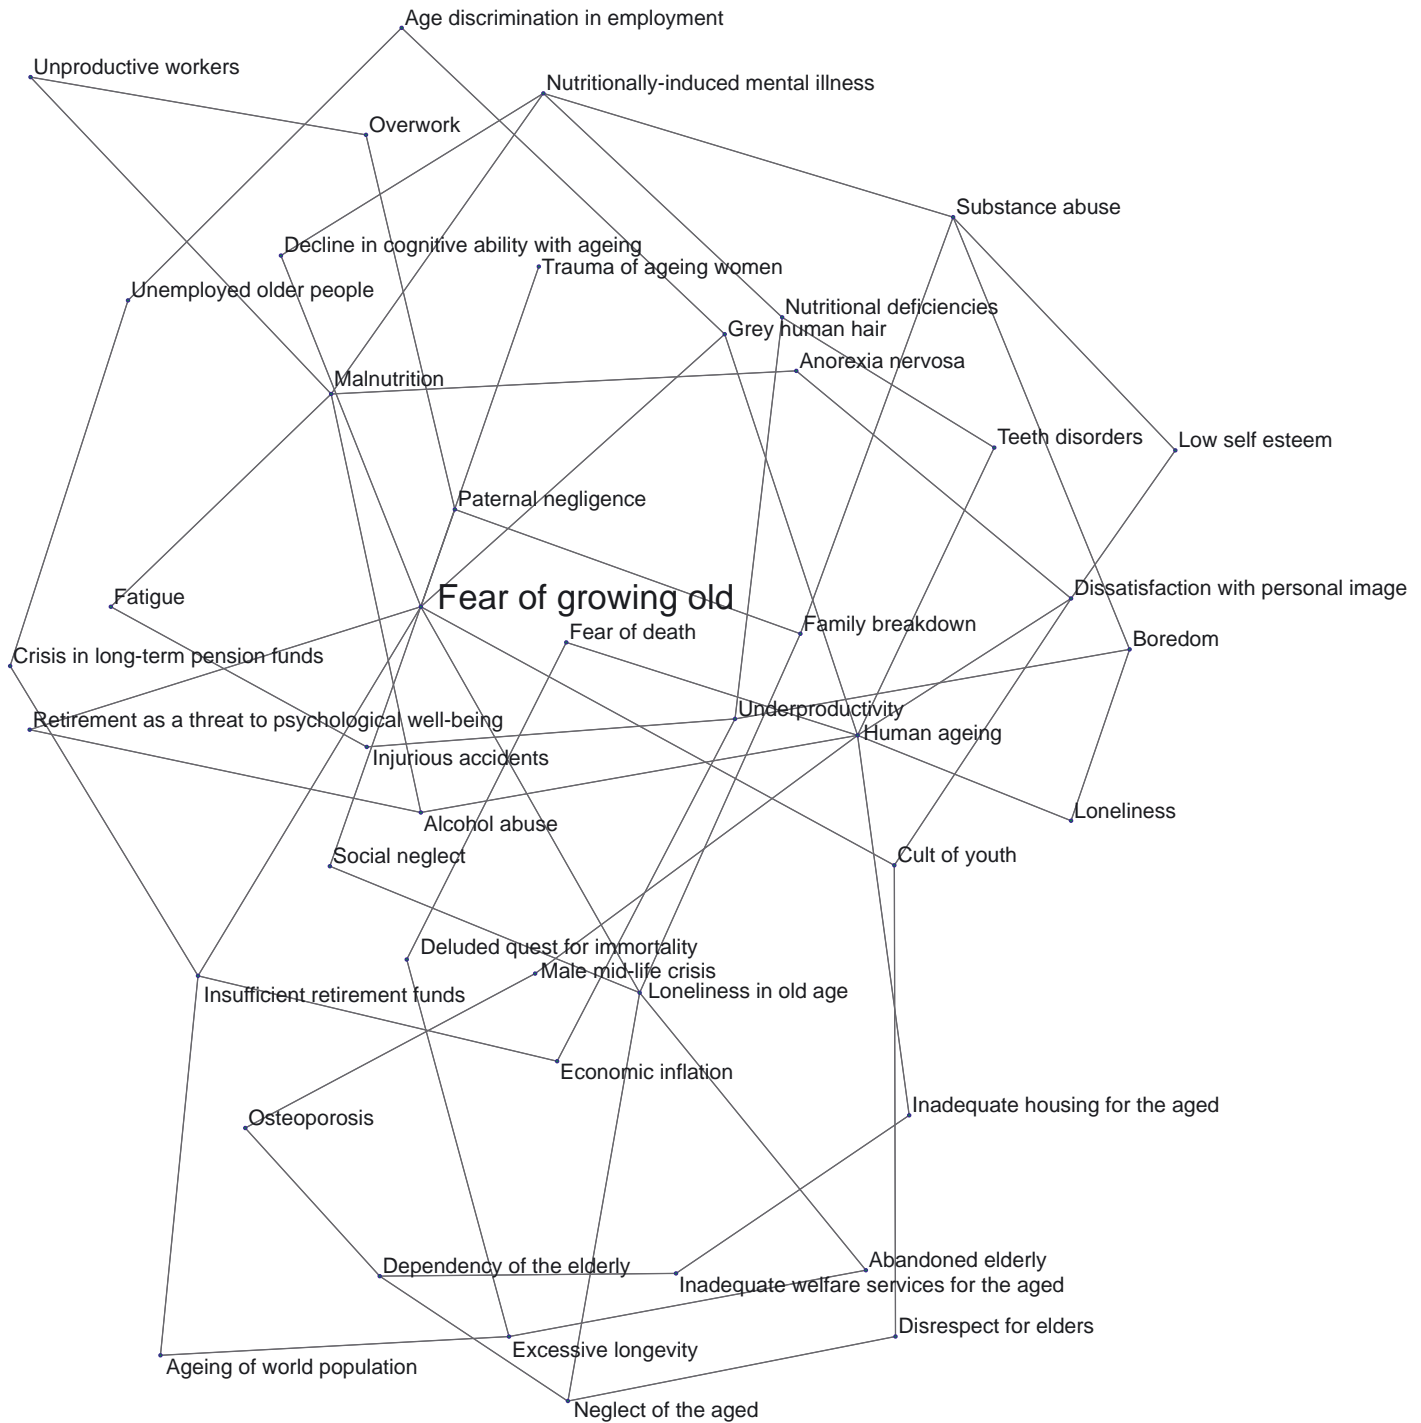 Age discrimination in employment
Unproductive workers
Nutritionally-induced mental illness
Overwork
Substance abuse
Decline in cognitive ability with ageing
Trauma of ageing women
Unemployed older people
Nutritional deficiencies
Grey human hair
Anorexia nervosa
Malnutrition
Teeth disorders
Low self esteem
Paternal negligence
Dissatisfaction with personal image
Fatigue
Fear of growing old
Family breakdown
Fear of death
Boredom
Crisis in long-term pension funds
Underproductivity
Retirement as a threat to psychological well-being
Human ageing
Injurious accidents
Loneliness
Alcohol abuse
Social neglect
Cult of youth
Deluded quest for immortality
Male mid-life crisis
Loneliness in old age
Insufficient retirement funds
Economic inflation
Inadequate housing for the aged
Osteoporosis
Abandoned elderly
Dependency of the elderly
Inadequate welfare services for the aged
Disrespect for elders
Excessive longevity
Ageing of world population
Neglect of the aged